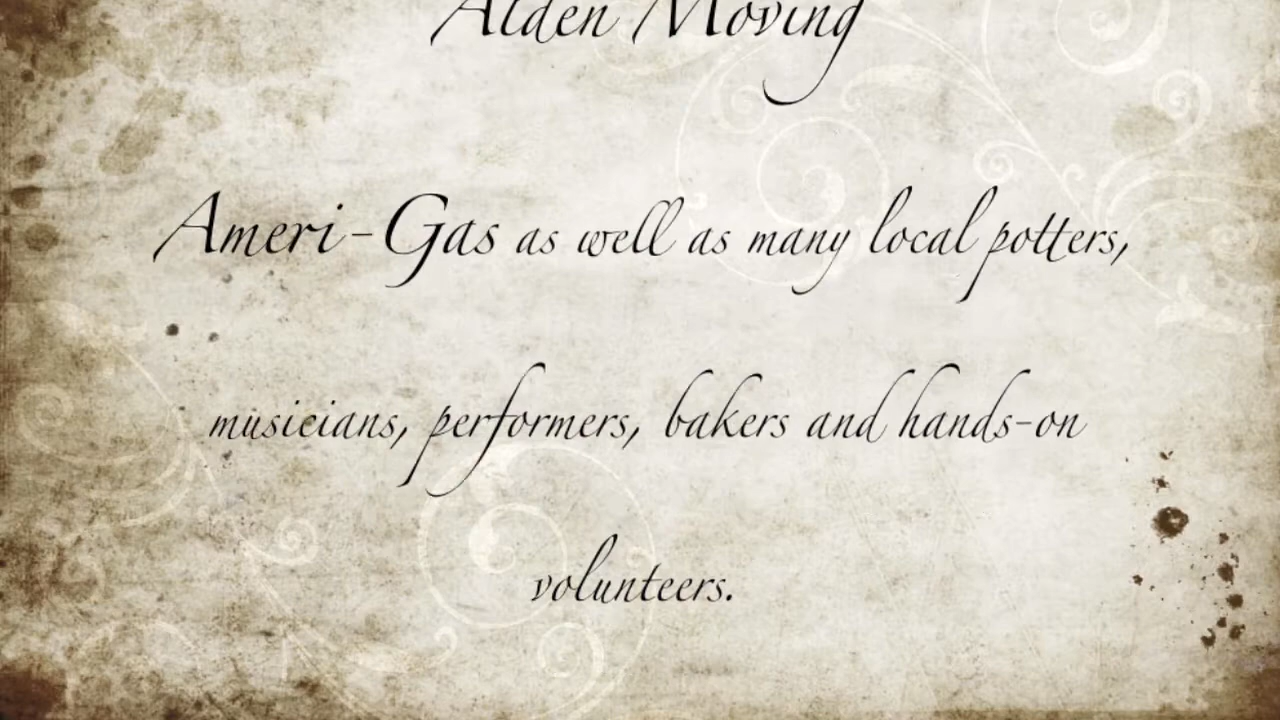 Alden Moving
Ameri-Gas as well as many local potters,
musicians, performers, bakers and hands-on
volunteers.